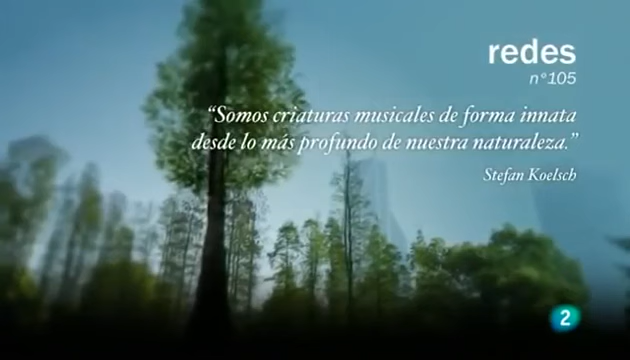 redes
nº105
“Somos criaturas musicales de forma innata
desde lo más profundo de nuestra naturaleza.”
Stefan Koelsch
2